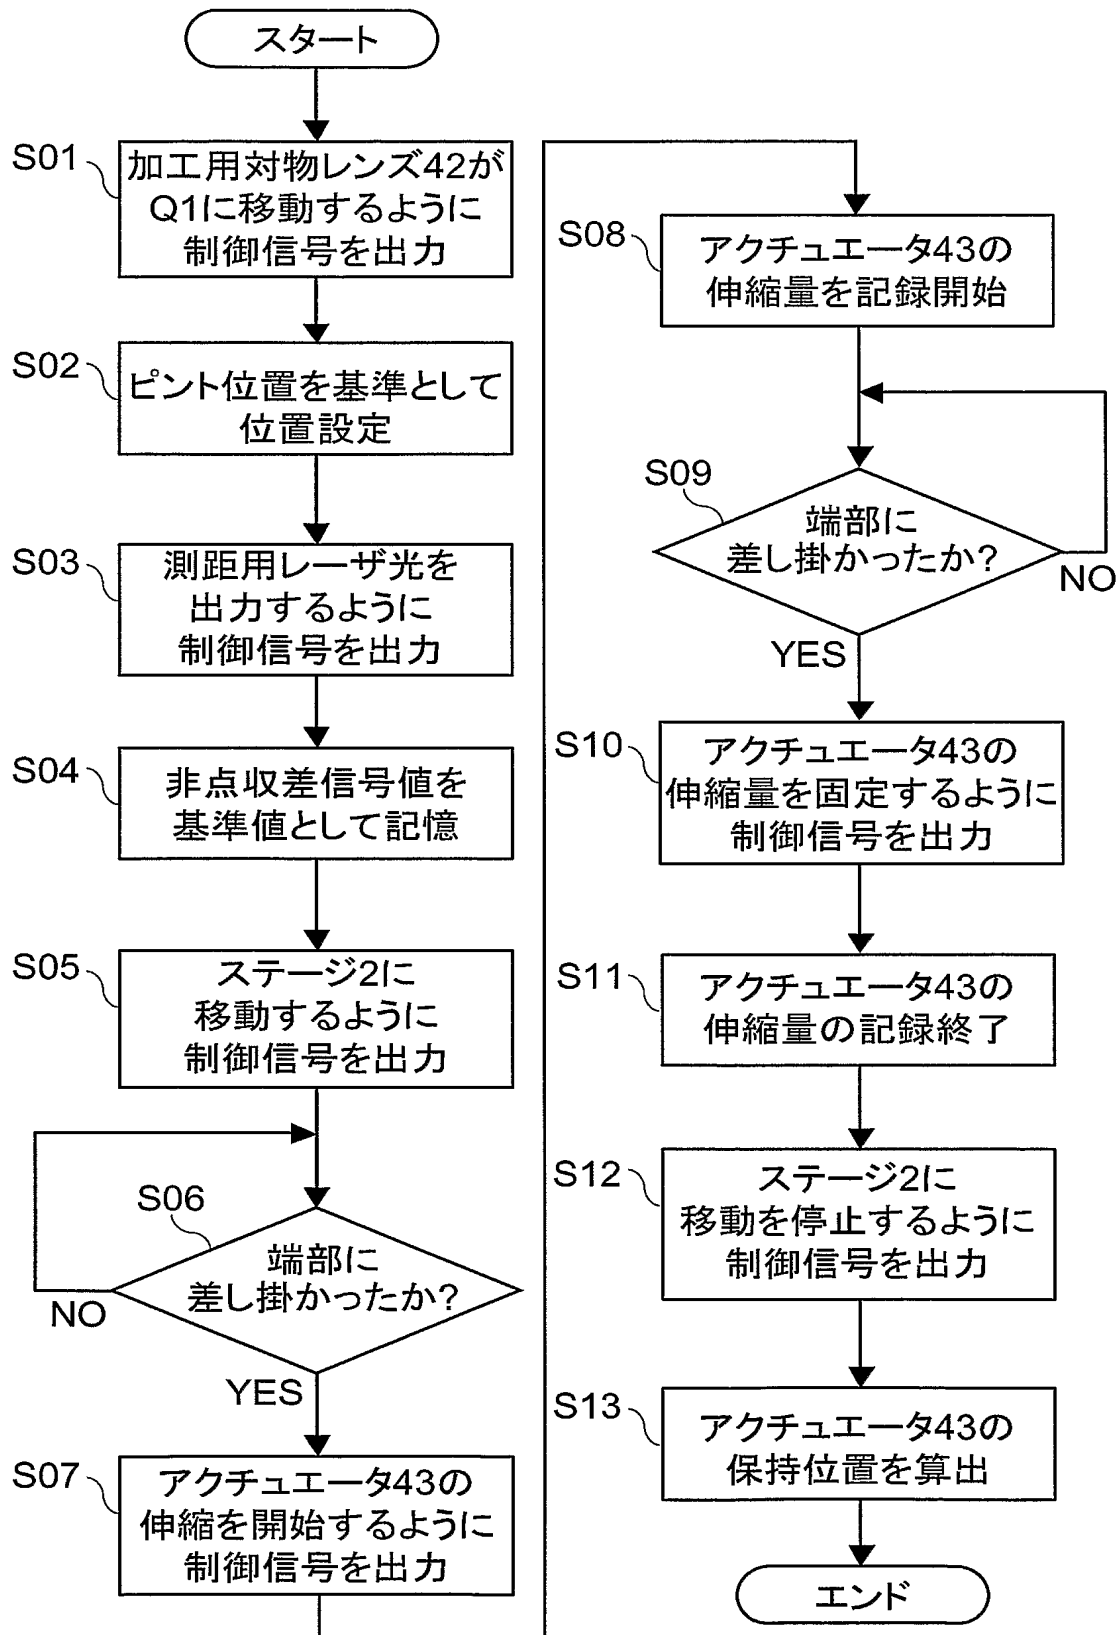 スタート
S01
加工用対物レンズ42が
Q1に移動するように
制御信号を出力
S02
ピント位置を基準として
位置設定
S03
測距用レーザ光を
出力するように
制御信号を出力
S04
非点収差信号値を
基準値として記憶
S05
ステージ2に
移動するように
制御信号を出力
S06
端部に
差し掛かったか?
NO
YES
S07
アクチュエータ43の
伸縮を開始するように
制御信号を出力
S08
アクチュエータ43の
伸縮量を記録開始
S09
端部に
差し掛かったか?
NO
YES
S10
アクチュエータ43の
伸縮量を固定するように
制御信号を出力
S11
アクチュエータ43の
伸縮量の記録終了
S12
ステージ2に
移動を停止するように
制御信号を出力
S13
アクチュエータ43の
保持位置を算出
エンド